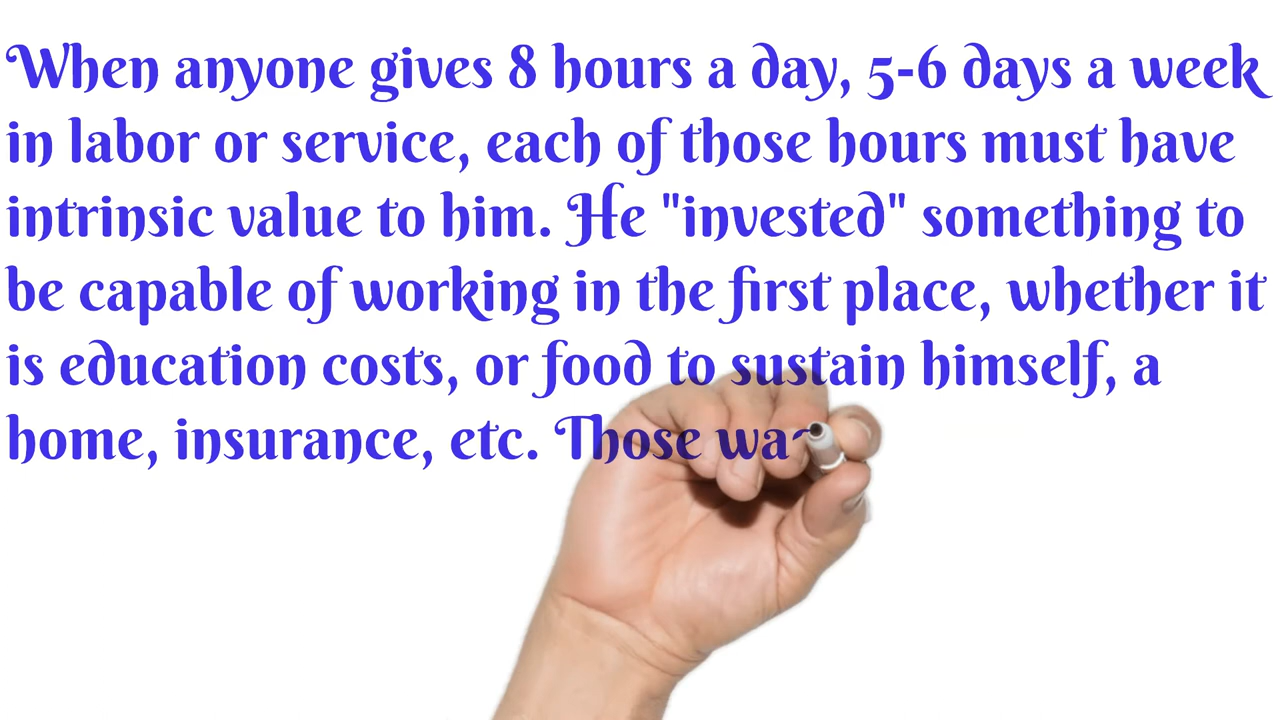 When anyone gives 8 hours a day, 5-6 days a week
in labor or service, each of those hours must have
intrinsic value to him. He "invested" something to
be capable of working in the first place, whether it
is education costs, or food to sustain himself, a
home, insurance, etc. Those